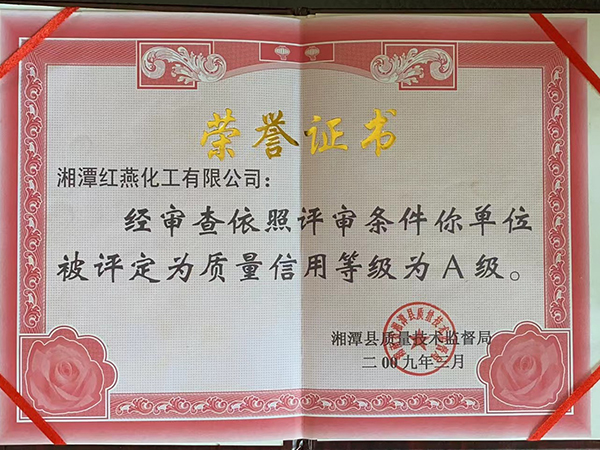 荣誉证书
湘潭红燕化工有限公司：
经审查依照评审条件你单位
被评定为质量信用等级为A级。
湘潭县质量技术监督局
二00九年三月